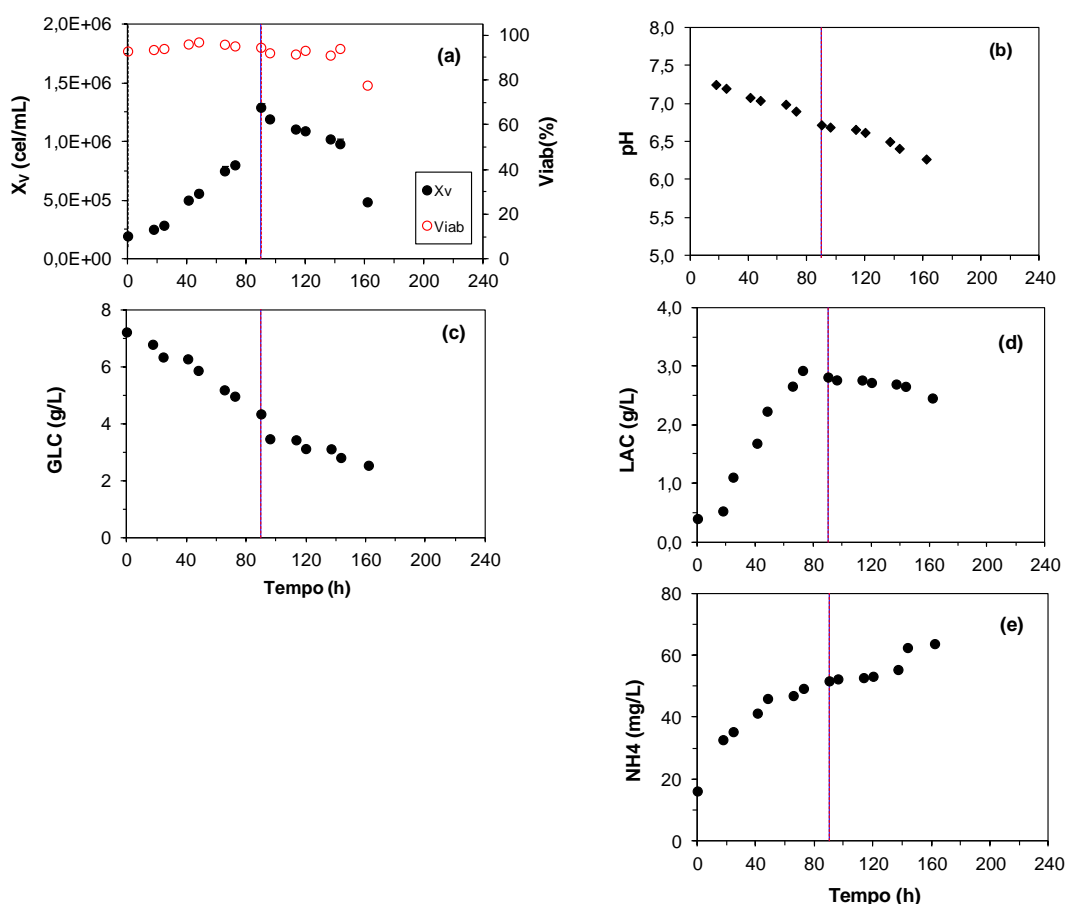 (a)
2,0E+06
1,5E+06
1,0E+06
5,0E+05
0,0E+00
X_V (cel/mL)
100
80
60
40
20
0
Viab(%)
Xv
Viab
0 40 80 120 160 200 240
(b)
8,0
7,5
7,0
6,5
6,0
5,5
5,0
pH
0 40 80 120 160 200 240
(c)
8
6
4
2
0
GLC (g/L)
0 40 80 120 160 200 240
Tempo (h)
(d)
4,0
3,0
2,0
1,0
0,0
LAC (g/L)
0 40 80 120 160 200 240
(e)
80
60
40
20
0
NH4 (mg/L)
0 40 80 120 160 200 240
Tempo (h)